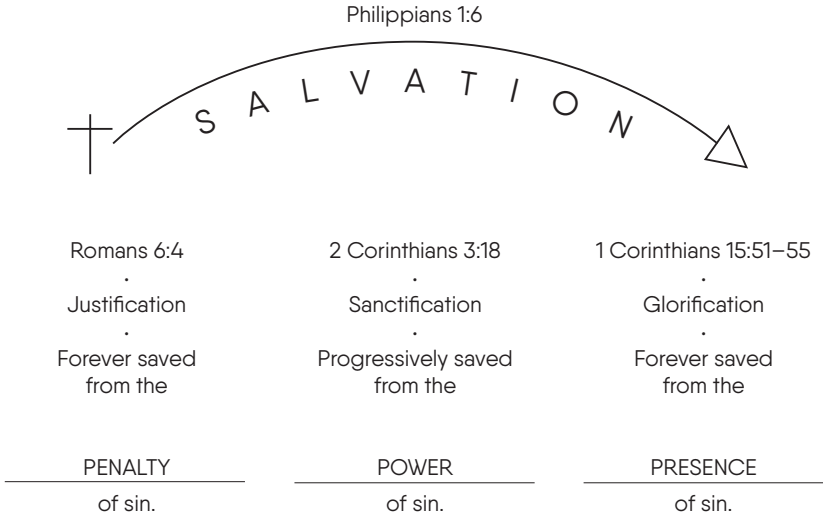 Philippians 1:6
SALVATION
Romans 6:4
·
Justification
·
Forever saved
from the
PENALTY
of sin.
2 Corinthians 3:18
·
Sanctification
·
Progressively saved
from the
POWER
of sin.
1 Corinthians 15:51–55
·
Glorification
·
Forever saved
from the
PRESENCE
of sin.